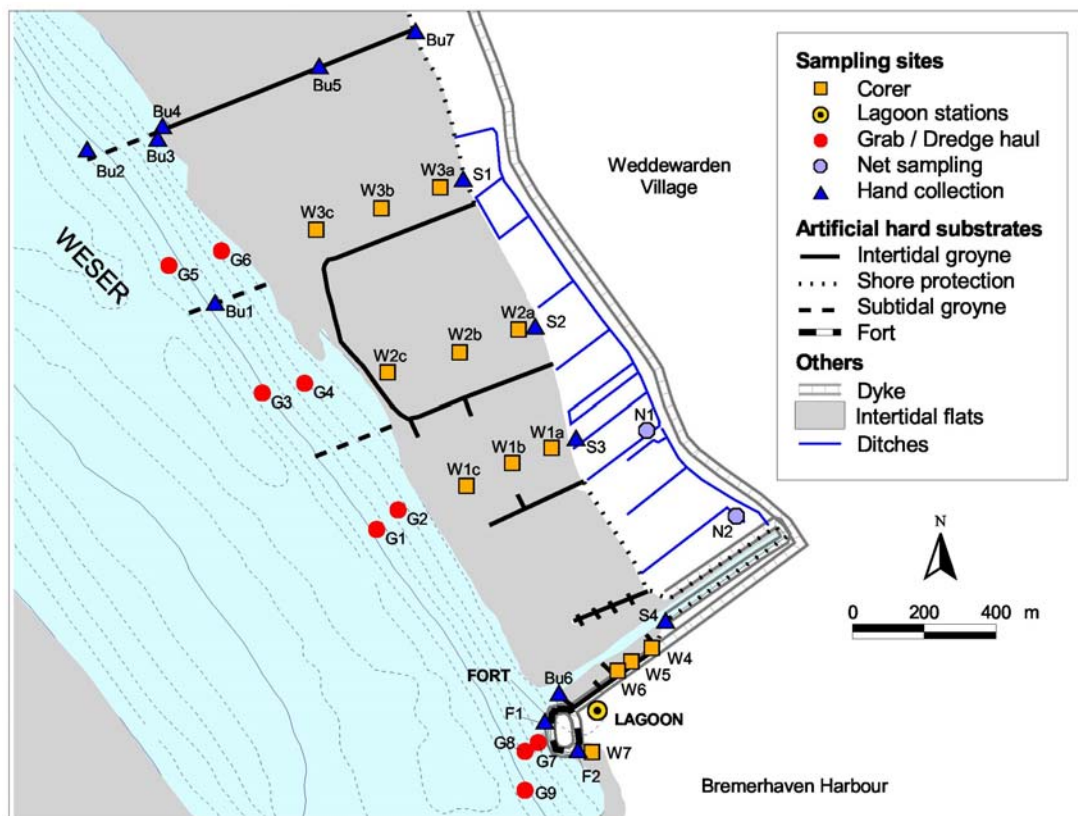 Bu7
Bu5
Bu4
Bu3
Bu2
Weddewarden
Village
W3a
S1
W3b
W3c
WESER
G6
G5
Bu1
W2a
S2
W2b
W2c
G4
G3
N1
W1a
S3
W1b
W1c
G2
G1
N2
S4
W4
W5
W6
FORT
Bu6
F1
LAGOON
G8
G7
W7
F2
G9
Bremerhaven Harbour
Sampling sites
Corer
Lagoon stations
Grab / Dredge haul
Net sampling
Hand collection
Artificial hard substrates
Intertidal groyne
Shore protection
Subtidal groyne
Fort
Others
Dyke
Intertidal flats
Ditches
N
0 200 400 m